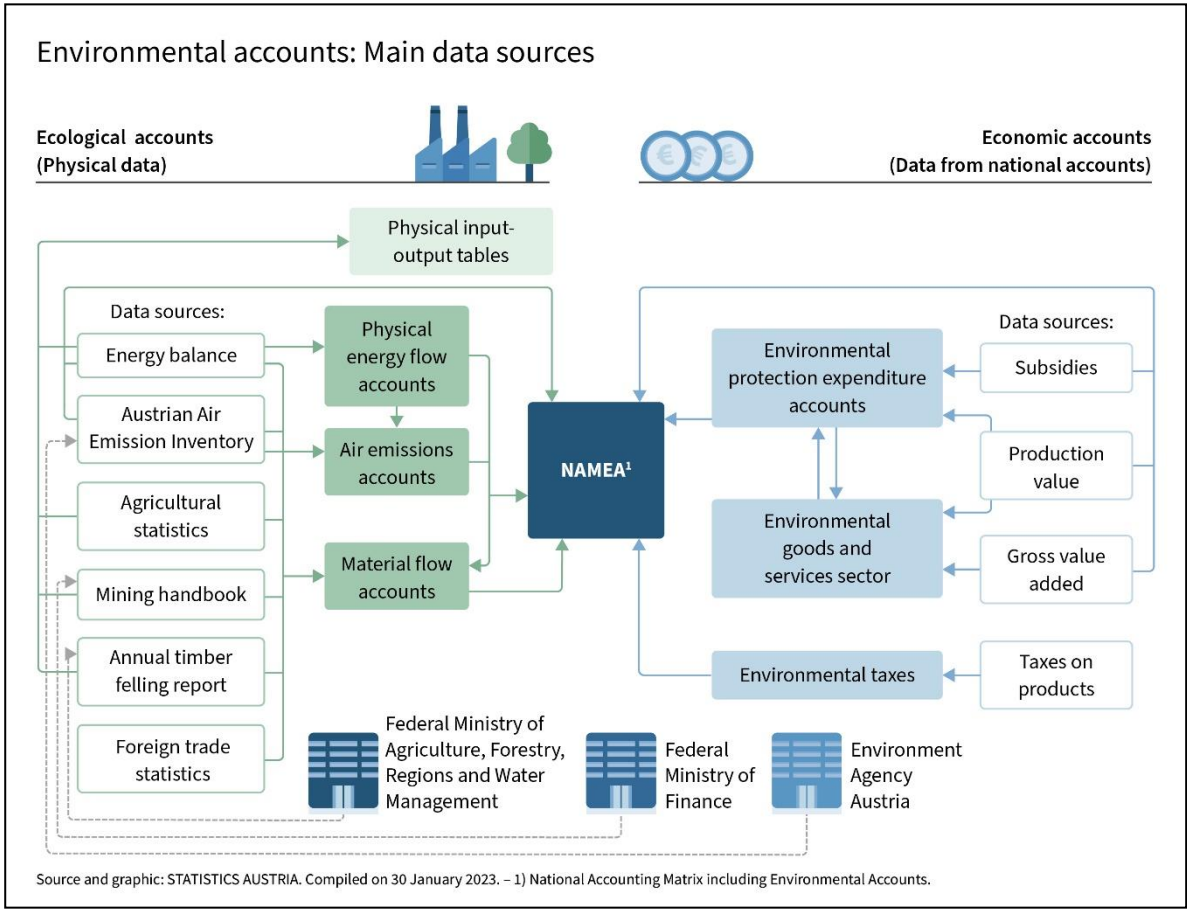 Environmental accounts: Main data sources
Ecological accounts
(Physical data)
Economic accounts
(Data from national accounts)
Physical input-
output tables
Data sources:
Energy balance
Austrian Air
Emission Inventory
Agricultural
statistics
Mining handbook
Annual timber
felling report
Foreign trade
statistics
Physical
energy flow
accounts
Air emissions
accounts
Material flow
accounts
NAMEA¹
Environmental
protection expenditure
accounts
Environmental
goods and
services sector
Environmental taxes
Data sources:
Subsidies
Production
value
Gross value
added
Taxes on
products
Federal Ministry of
Agriculture, Forestry,
Regions and Water
Management
Federal
Ministry of
Finance
Environment
Agency
Austria
Source and graphic: STATISTICS AUSTRIA. Compiled on 30 January 2023. – 1) National Accounting Matrix including Environmental Accounts.